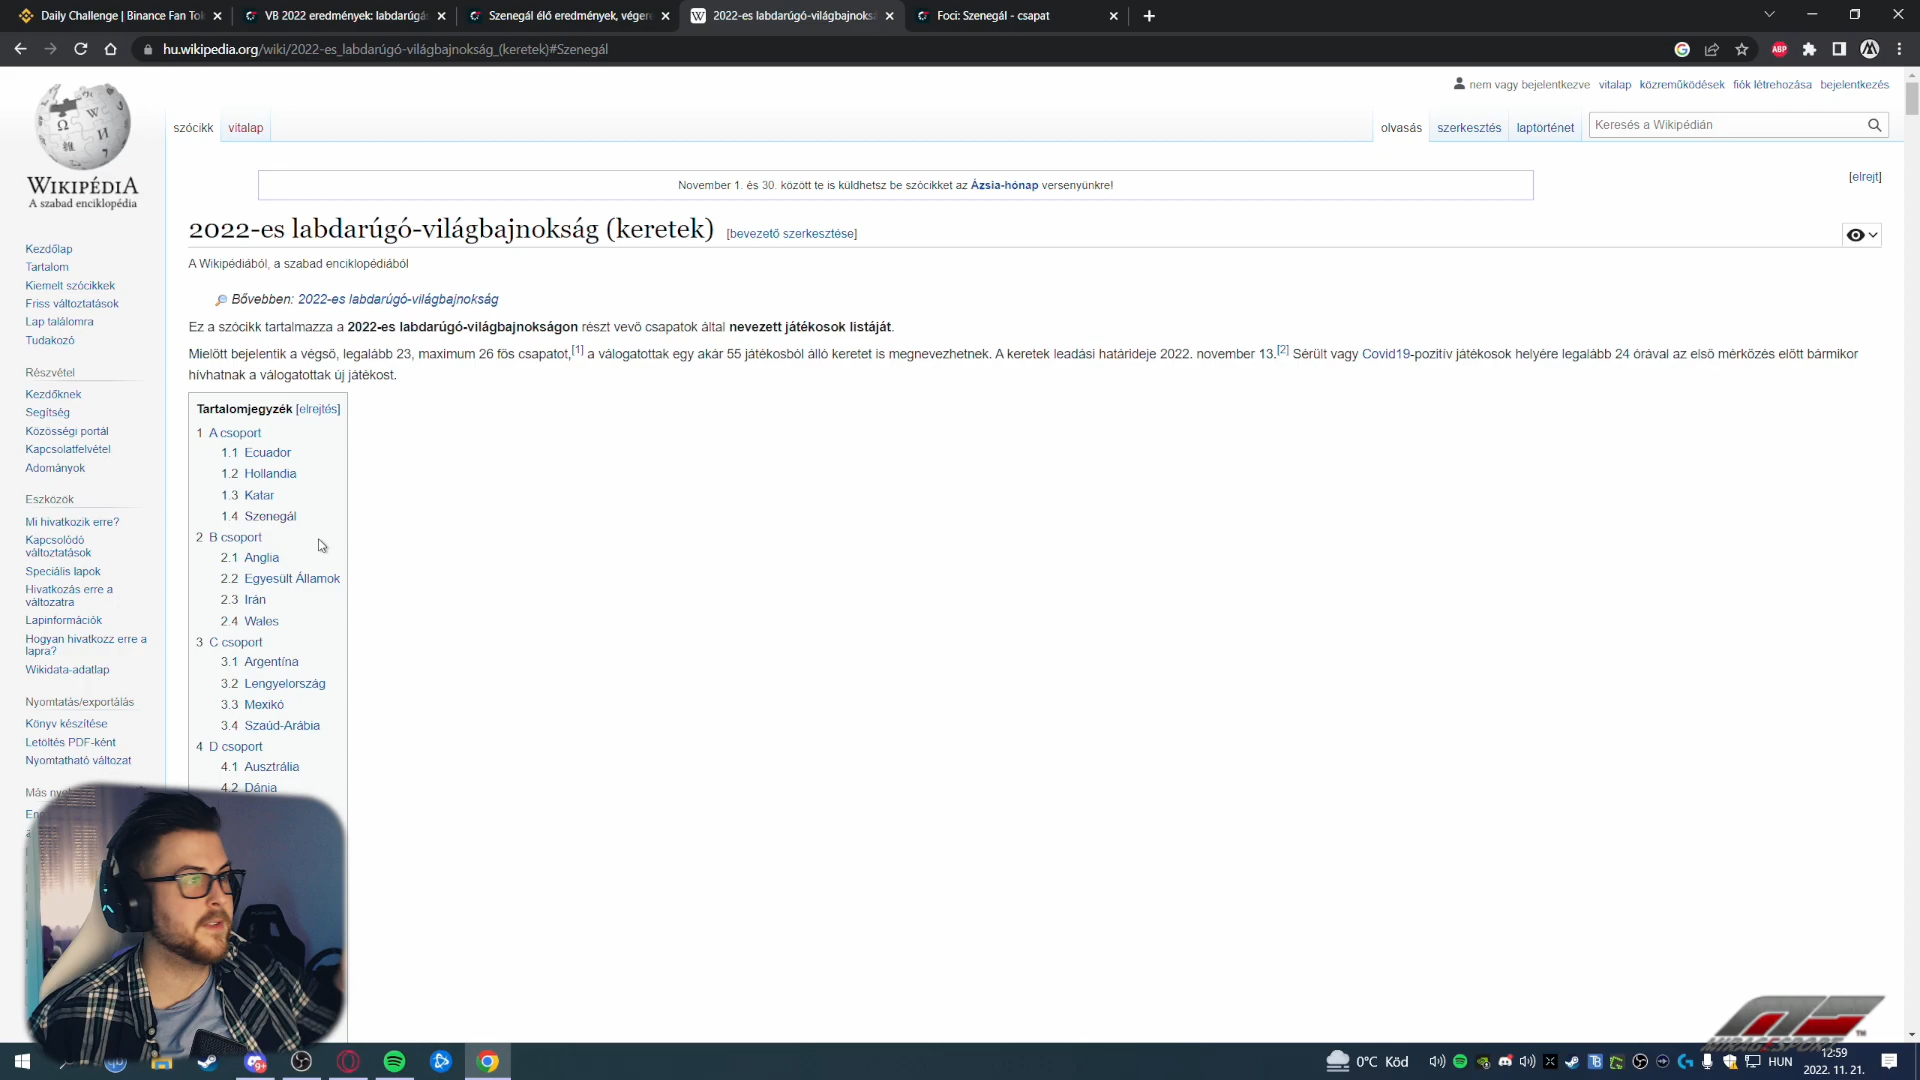 Daily Challenge | Binance Fan Tok
VB 2022 eredmények: labdarúgás
Szenegál élő eredmények, végere
2022-es labdarúgó-világbajnoksá
Foci: Szenegál - csapat
hu.wikipedia.org/wiki/2022-es_labdarúgó-világbajnokság_(keretek)#Szenegál
nem vagy bejelentkezve vitalap közreműködések fiók létrehozása bejelentkezés
szócikk vitalap olvasás szerkesztés laptörténet Keresés a Wikipédián
WIKIPÉDIA
A szabad enciklopédia
November 1. és 30. között te is küldhetsz be szócikket az Ázsia-hónap versenyünkre!
[elrejt]
2022-es labdarúgó-világbajnokság (keretek) [bevezető szerkesztése]
A Wikipédiából, a szabad enciklopédiából
Bővebben: 2022-es labdarúgó-világbajnokság
Ez a szócikk tartalmazza a 2022-es labdarúgó-világbajnokságon részt vevő csapatok által nevezett játékosok listáját.
Mielőtt bejelentik a végső, legalább 23, maximum 26 fős csapatot,[1] a válogatottak egy akár 55 játékosból álló keretet is megnevezhetnek. A keretek leadási határideje 2022. november 13.[2] Sérült vagy Covid19-pozitív játékosok helyére legalább 24 órával az első mérkőzés előtt bármikor
hívhatnak a válogatottak új játékost.
Kezdőlap
Tartalom
Kiemelt szócikkek
Friss változtatások
Lap találomra
Tudakozó
Részvétel
Kezdőknek
Segítség
Közösségi portál
Kapcsolatfelvétel
Adományok
Eszközök
Mi hivatkozik erre?
Kapcsolódó
változtatások
Speciális lapok
Hivatkozás erre a
változatra
Lapinformációk
Hogyan hivatkozz erre a
lapra?
Wikidata-adatlap
Nyomtatás/exportálás
Könyv készítése
Letöltés PDF-ként
Nyomtatható változat
Más
Tartalomjegyzék [elrejtés]
1 A csoport
1.1 Ecuador
1.2 Hollandia
1.3 Katar
1.4 Szenegál
2 B csoport
2.1 Anglia
2.2 Egyesült Államok
2.3 Irán
2.4 Wales
3 C csoport
3.1 Argentína
3.2 Lengyelország
3.3 Mexikó
3.4 Szaúd-Arábia
4 D csoport
4.1 Ausztrália
4.2 Dánia
0°C Köd
HUN
12:59
2022. 11. 21.